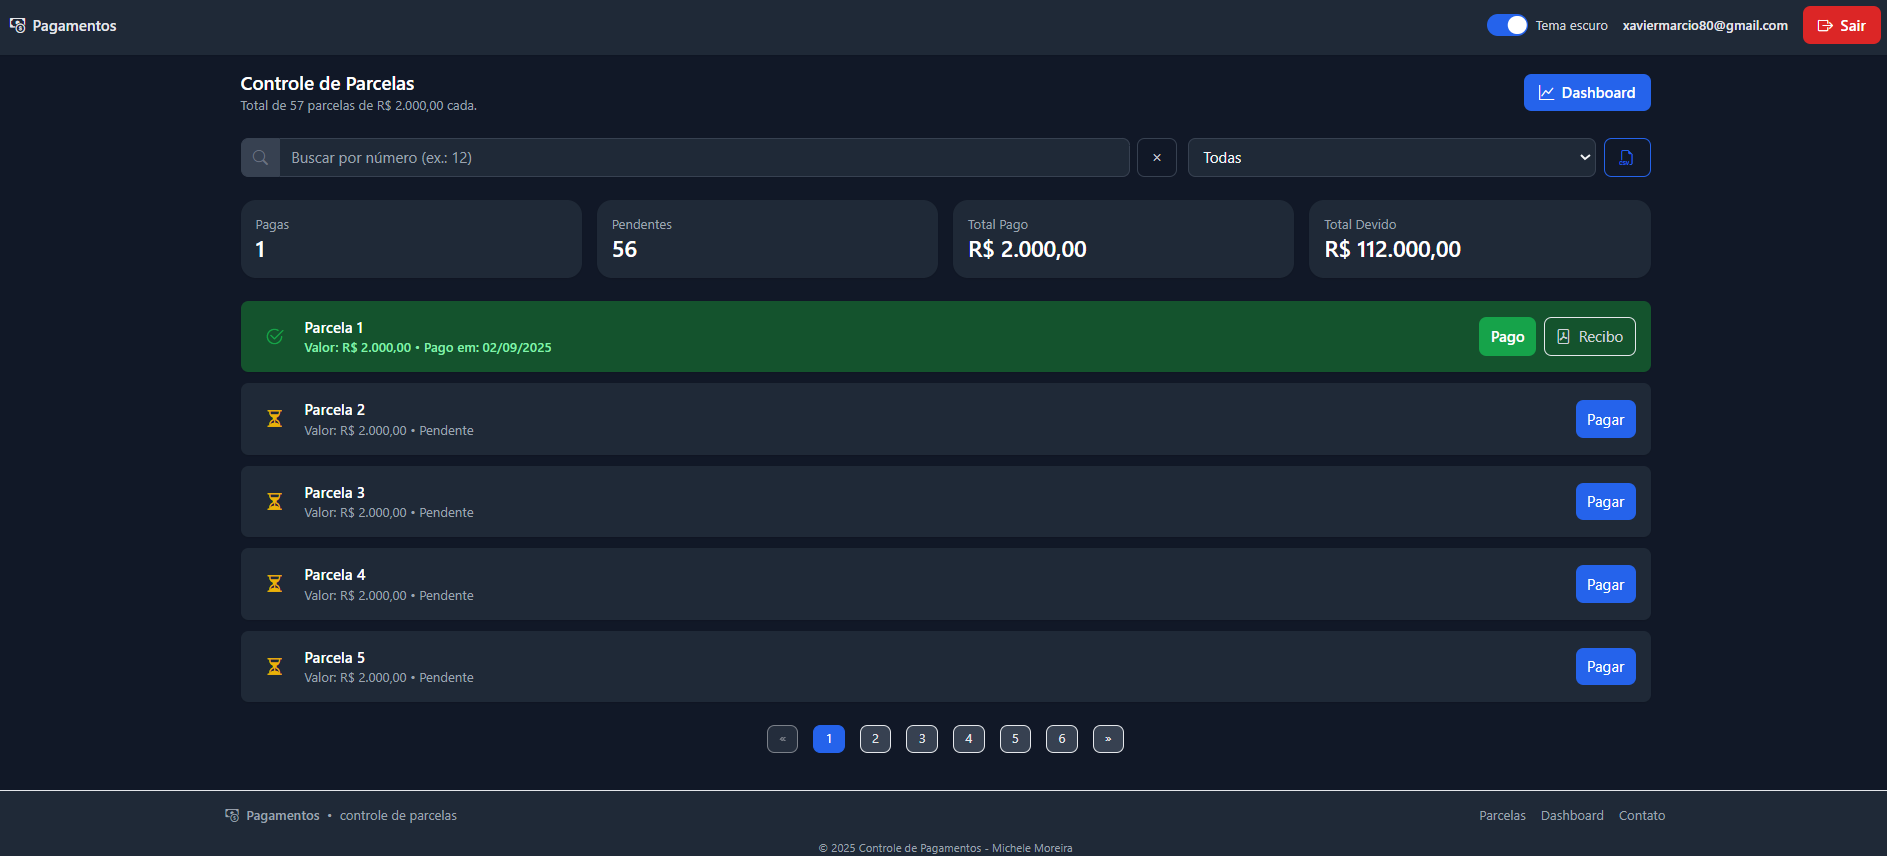 Pagamentos
Tema escuro
xaviermarcio80@gmail.com
Sair
Controle de Parcelas
Total de 57 parcelas de R$ 2.000,00 cada.
Dashboard
Buscar por número (ex.: 12)
×
Todas
CSV
Pagas
1
Pendentes
56
Total Pago
R$ 2.000,00
Total Devido
R$ 112.000,00
Parcela 1
Valor: R$ 2.000,00 • Pago em: 02/09/2025
Pago
Recibo
Parcela 2
Valor: R$ 2.000,00 • Pendente
Pagar
Parcela 3
Valor: R$ 2.000,00 • Pendente
Pagar
Parcela 4
Valor: R$ 2.000,00 • Pendente
Pagar
Parcela 5
Valor: R$ 2.000,00 • Pendente
Pagar
« 1 2 3 4 5 6 »
Pagamentos • controle de parcelas
Parcelas Dashboard Contato
© 2025 Controle de Pagamentos - Michele Moreira